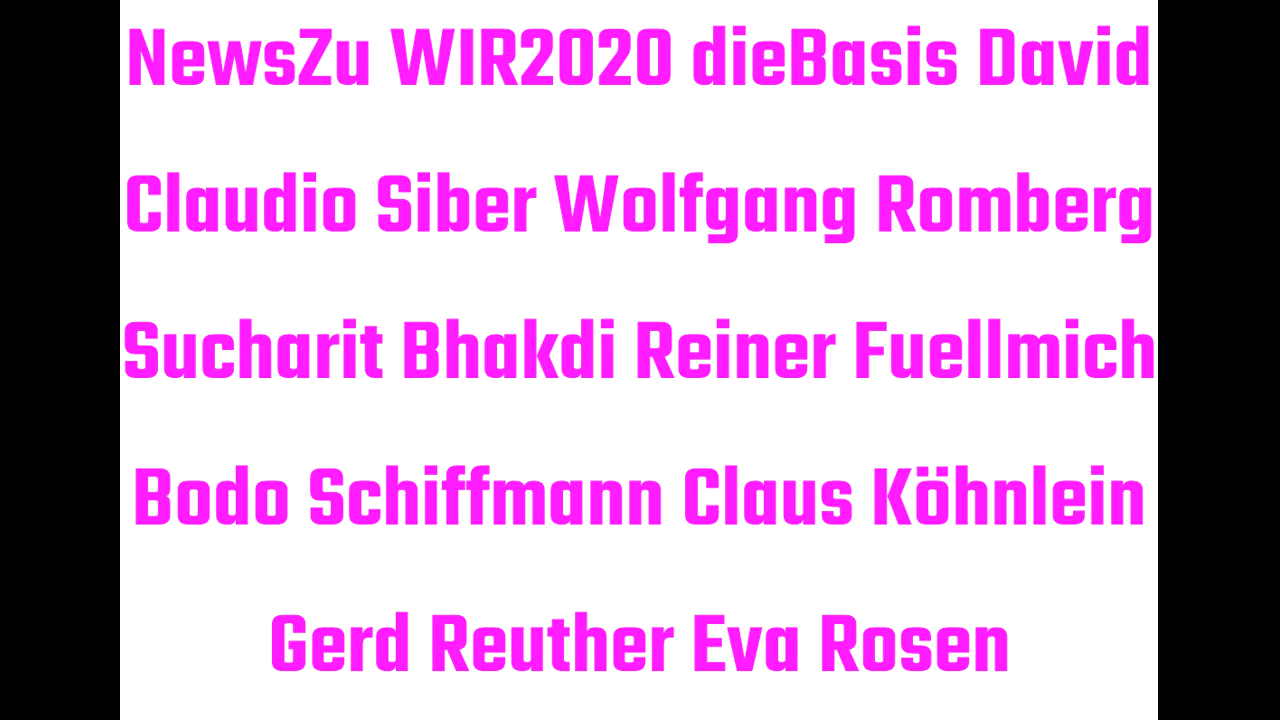 NewsZu WIR2020 dieBasis David
Claudio Siber Wolfgang Romberg
Sucharit Bhakdi Reiner Fuellmich
Bodo Schiffmann Claus Köhnlein
Gerd Reuther Eva Rosen